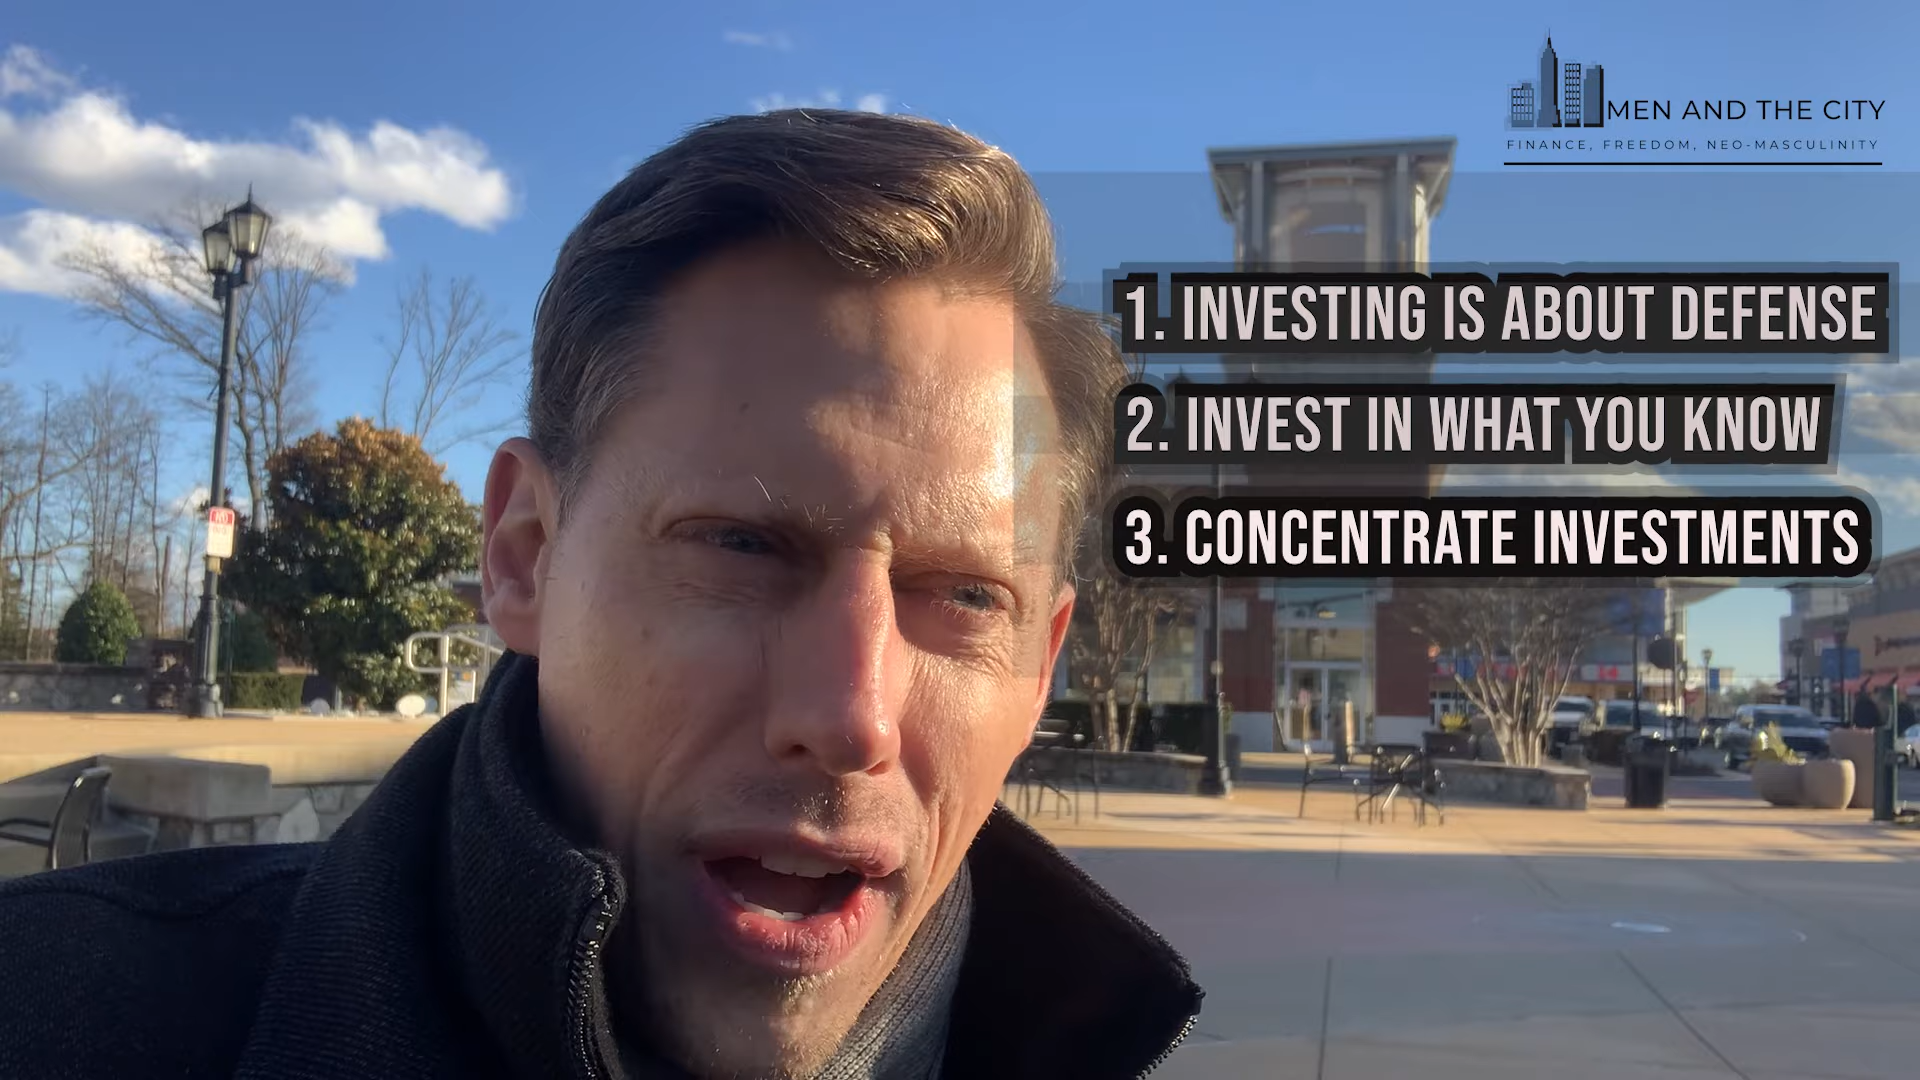 MEN AND THE CITY
FINANCE, FREEDOM, NEO-MASCULINITY
1. INVESTING IS ABOUT DEFENSE
2. INVEST IN WHAT YOU KNOW
3. CONCENTRATE INVESTMENTS